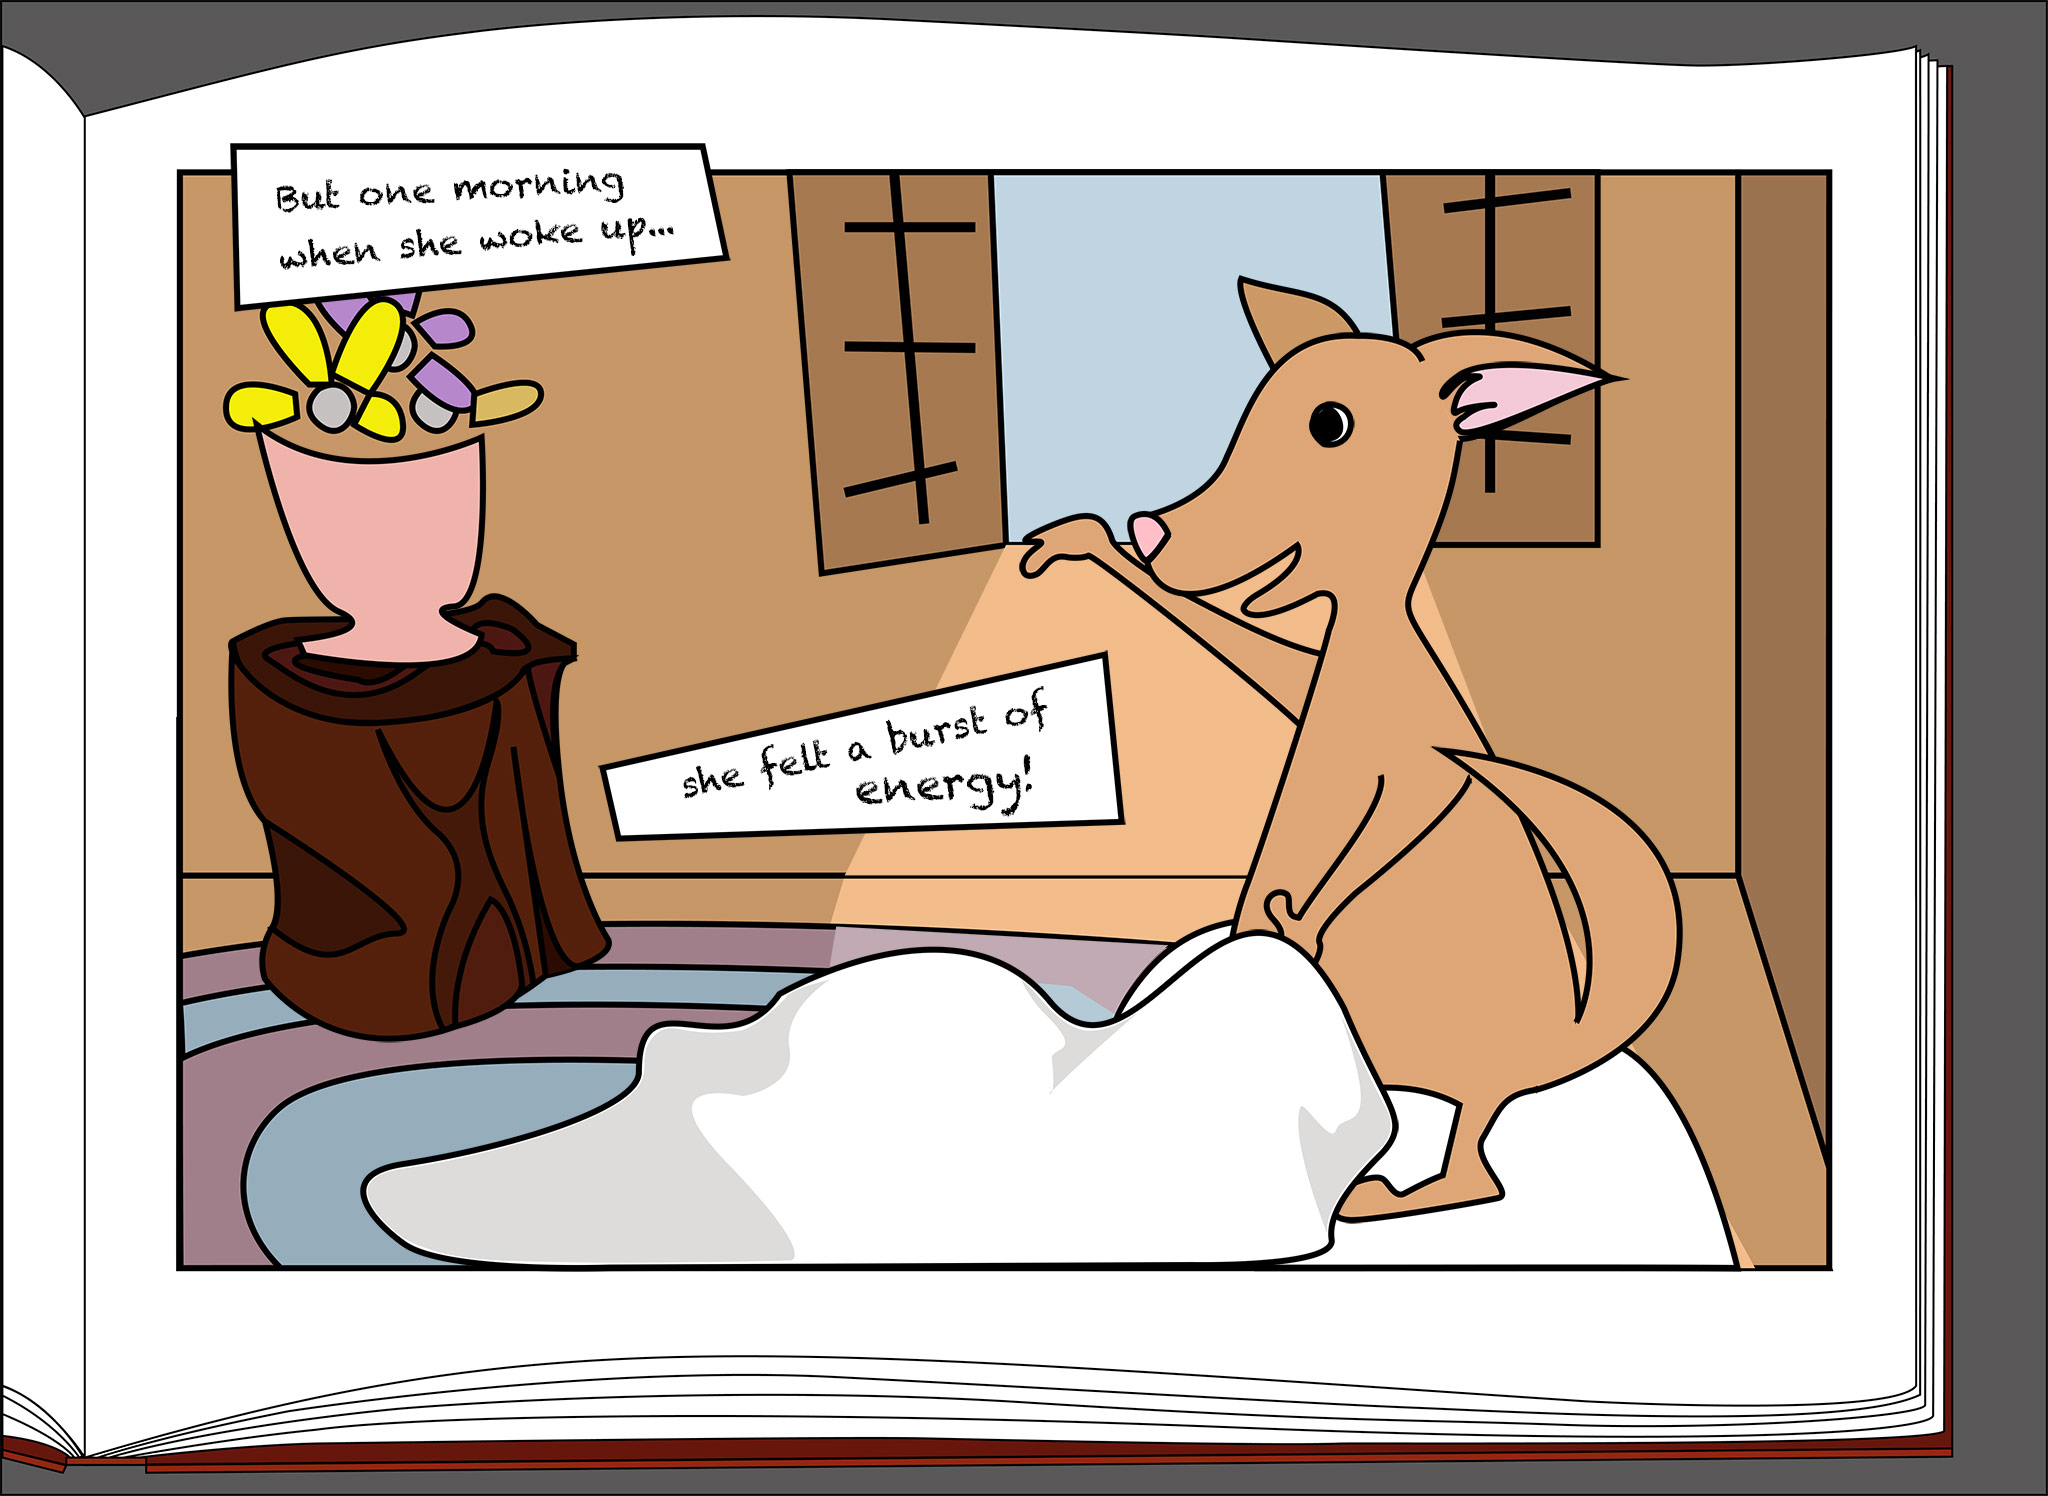 But one morning
when she woke up...
she felt a burst of
energy!